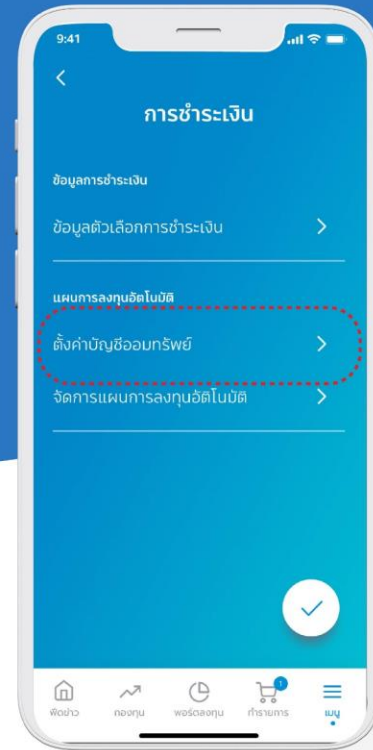 9:41
การชำระเงิน
ข้อมูลการชำระเงิน
ข้อมูลตัวเลือกการชำระเงิน
แผนการลงทุนอัตโนมัติ
ตั้งค่าบัญชีออมทรัพย์
จัดการแผนการลงทุนอัติโนมัติ
1
ฟีดข่าว กองทุน พอร์ตลงทุน ทำรายการ เมนู